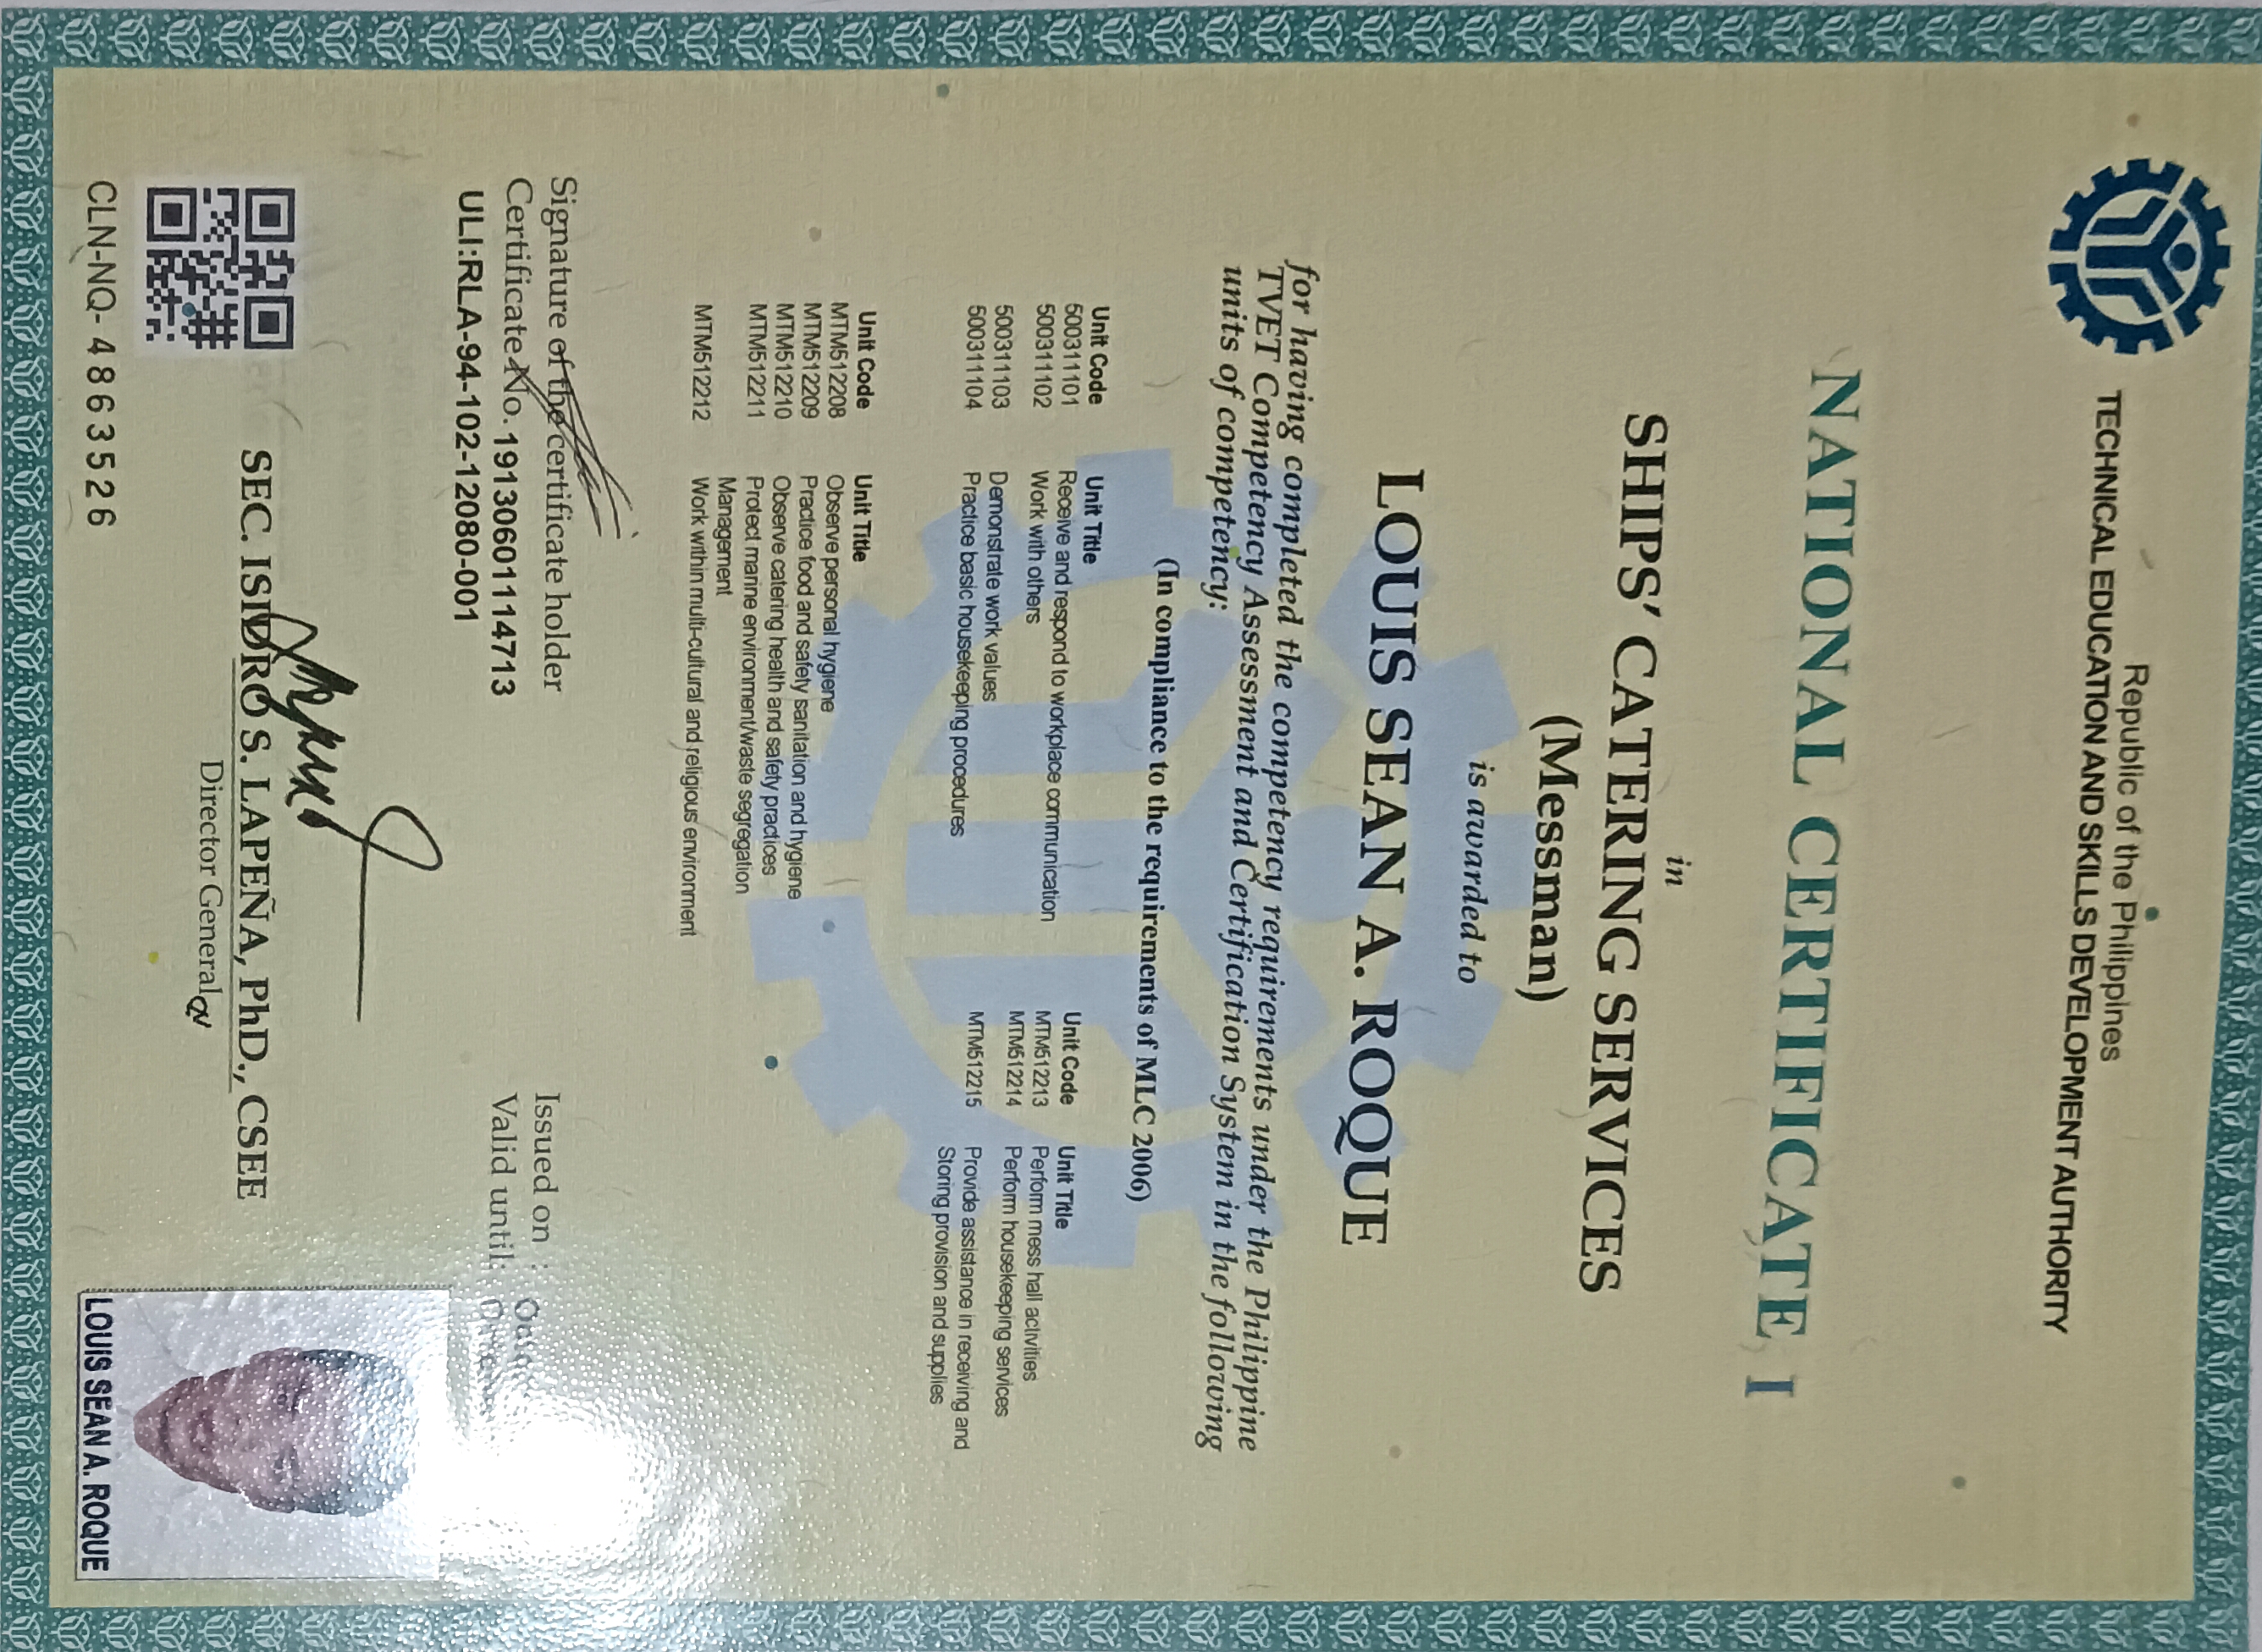 Republic of the Philippines
TECHNICAL EDUCATION AND SKILLS DEVELOPMENT AUTHORITY
NATIONAL CERTIFICATE I
in
SHIPS' CATERING SERVICES
(Messman)
is awarded to
LOUIS SEAN A. ROQUE
for having completed the competency requirements under the Philippine
TVET Competency Assessment and Certification System in the following
units of competency:
(In compliance to the requirements of MLC 2006)
Unit Code Unit Title
500311101 Receive and respond to workplace communication
500311102 Work with others
500311103 Demonstrate work values
500311104 Practice basic housekeeping procedures
Unit Code Unit Title
MTM512213 Perform mess hall activities
MTM512214 Perform housekeeping services
MTM512215 Provide assistance in receiving and
Storing provision and supplies
Unit Code Unit Title
MTM512208 Observe personal hygiene
MTM512209 Practice food and safety sanitation and hygiene
MTM512210 Observe catering health and safety practices
MTM512211 Protect marine environment/waste segregation
Management
MTM512212 Work within multi-cultural and religious environment
Signature of the certificate holder
Certificate No. 19130601114713
ULI:RLA-94-102-12080-001
Issued on :
Valid until:
SEC. ISIDRO S. LAPEÑA, PhD., CSEE
Director General
CLN-NQ- 4863526
LOUIS SEAN A. ROQUE